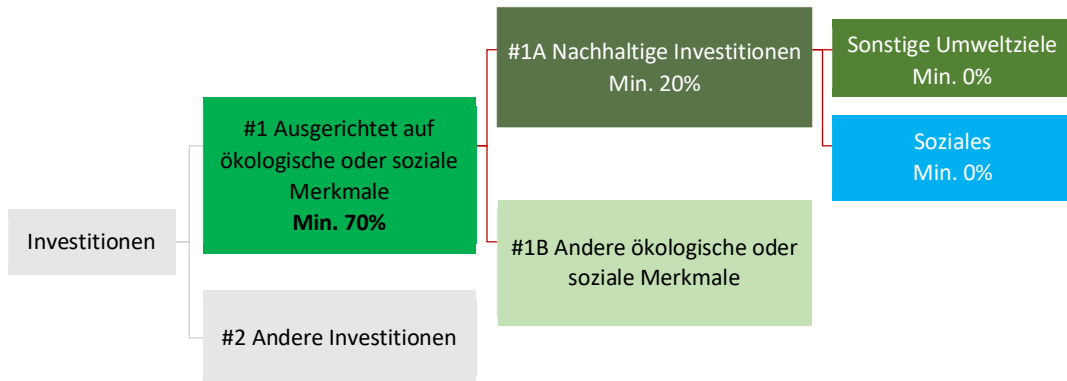 Investitionen
#1 Ausgerichtet auf
ökologische oder soziale
Merkmale
Min. 70%
#2 Andere Investitionen
#1A Nachhaltige Investitionen
Min. 20%
#1B Andere ökologische oder
soziale Merkmale
Sonstige Umweltziele
Min. 0%
Soziales
Min. 0%